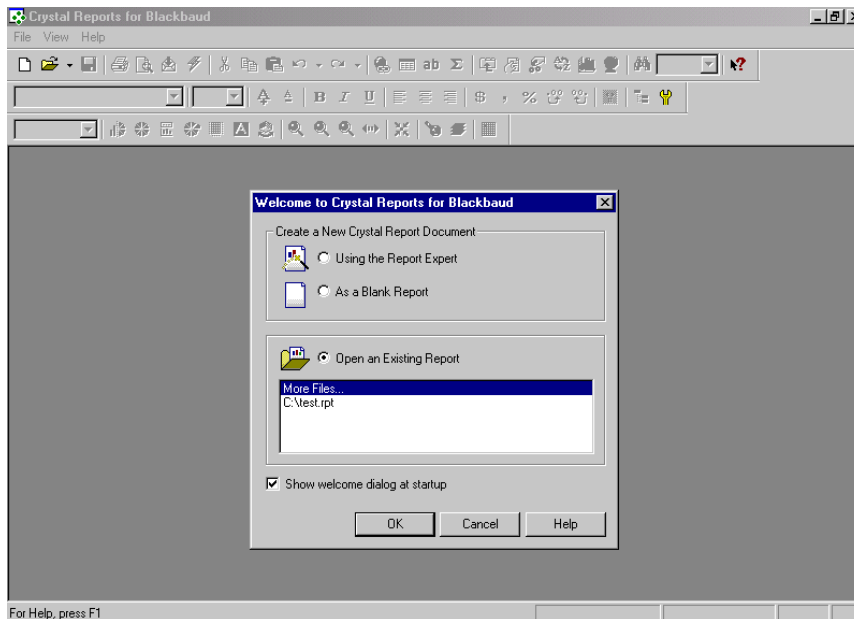 Crystal Reports for Blackbaud
File View Help
ab Σ
B I U $ , %
A
Welcome to Crystal Reports for Blackbaud
Create a New Crystal Report Document
Using the Report Expert
As a Blank Report
Open an Existing Report
More Files...
C:\test.rpt
Show welcome dialog at startup
OK Cancel Help
For Help, press F1